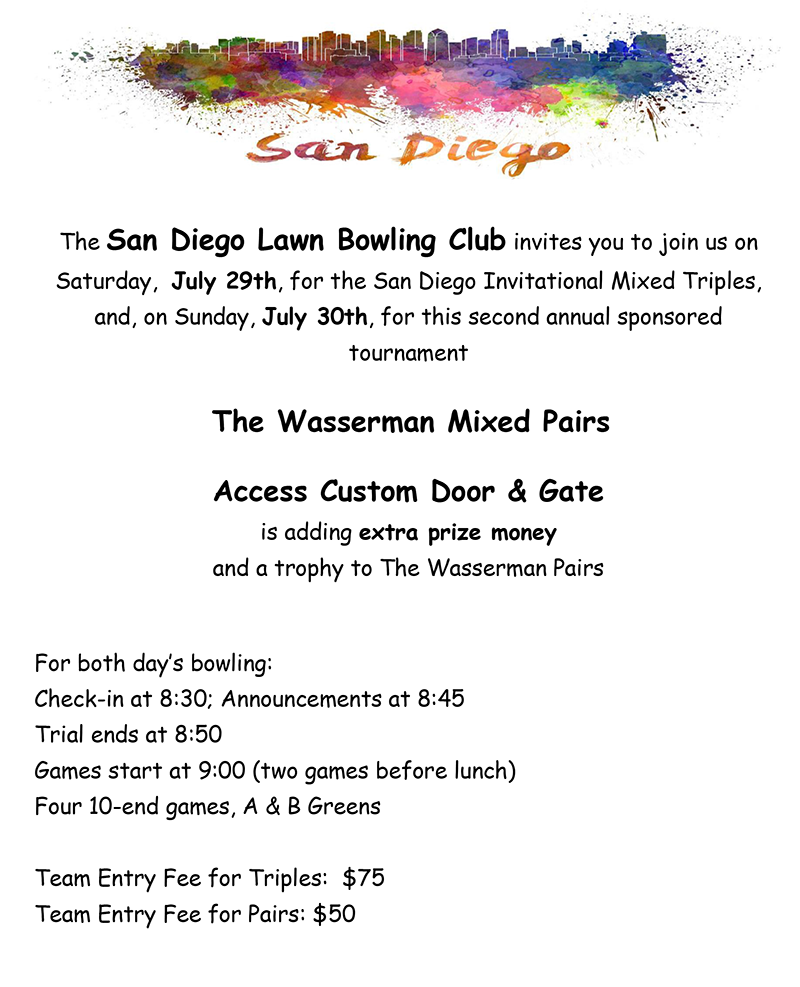 San Diego
The San Diego Lawn Bowling Club invites you to join us on
Saturday, July 29th, for the San Diego Invitational Mixed Triples,
and, on Sunday, July 30th, for this second annual sponsored
tournament
The Wasserman Mixed Pairs
Access Custom Door & Gate
is adding extra prize money
and a trophy to The Wasserman Pairs
For both day's bowling:
Check-in at 8:30; Announcements at 8:45
Trial ends at 8:50
Games start at 9:00 (two games before lunch)
Four 10-end games, A & B Greens
Team Entry Fee for Triples: $75
Team Entry Fee for Pairs: $50